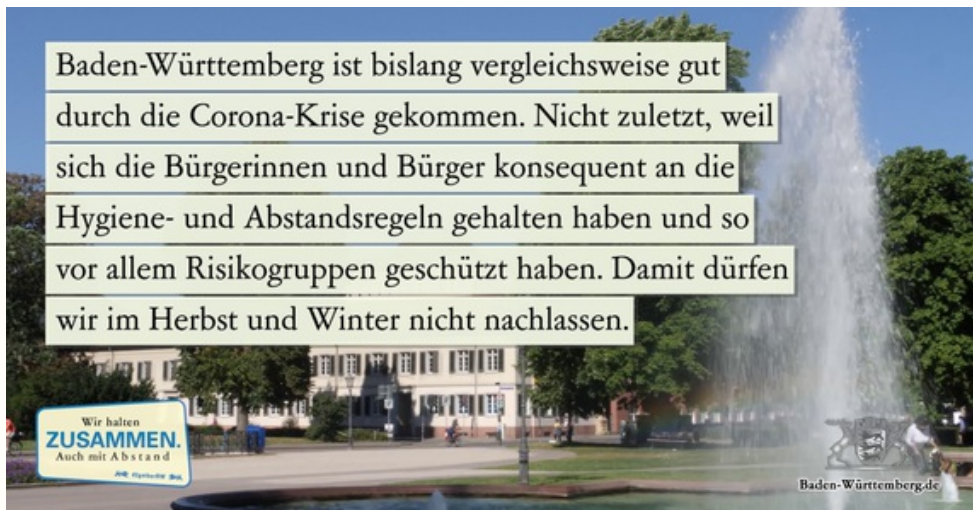 Baden-Württemberg ist bislang vergleichsweise gut
durch die Corona-Krise gekommen. Nicht zuletzt, weil
sich die Bürgerinnen und Bürger konsequent an die
Hygiene- und Abstandsregeln gehalten haben und so
vor allem Risikogruppen geschützt haben. Damit dürfen
wir im Herbst und Winter nicht nachlassen.
Wir halten
ZUSAMMEN.
Auch mit Abstand
Baden-Württemberg.de